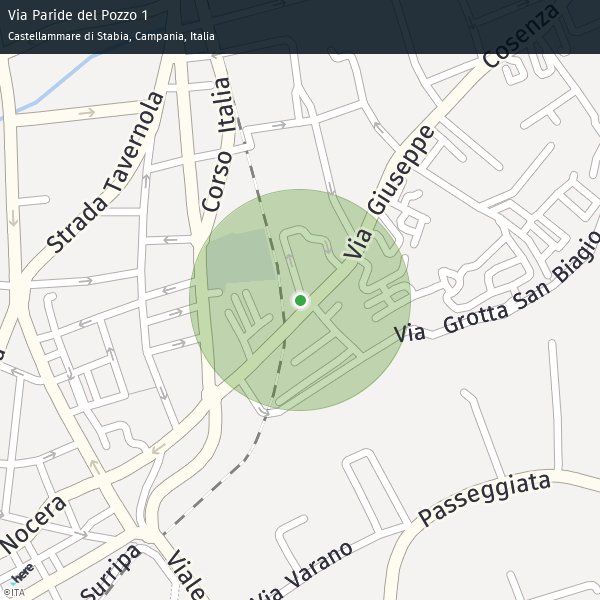 Via Paride del Pozzo 1
Castellammare di Stabia, Campania, Italia
Cosenza
Via Giuseppe
Corso Italia
Strada Tavernola
Via Grotta San Biagio
Passeggiata
Nocera
Surripa
Viale
Via Varano
here
©ITA
a